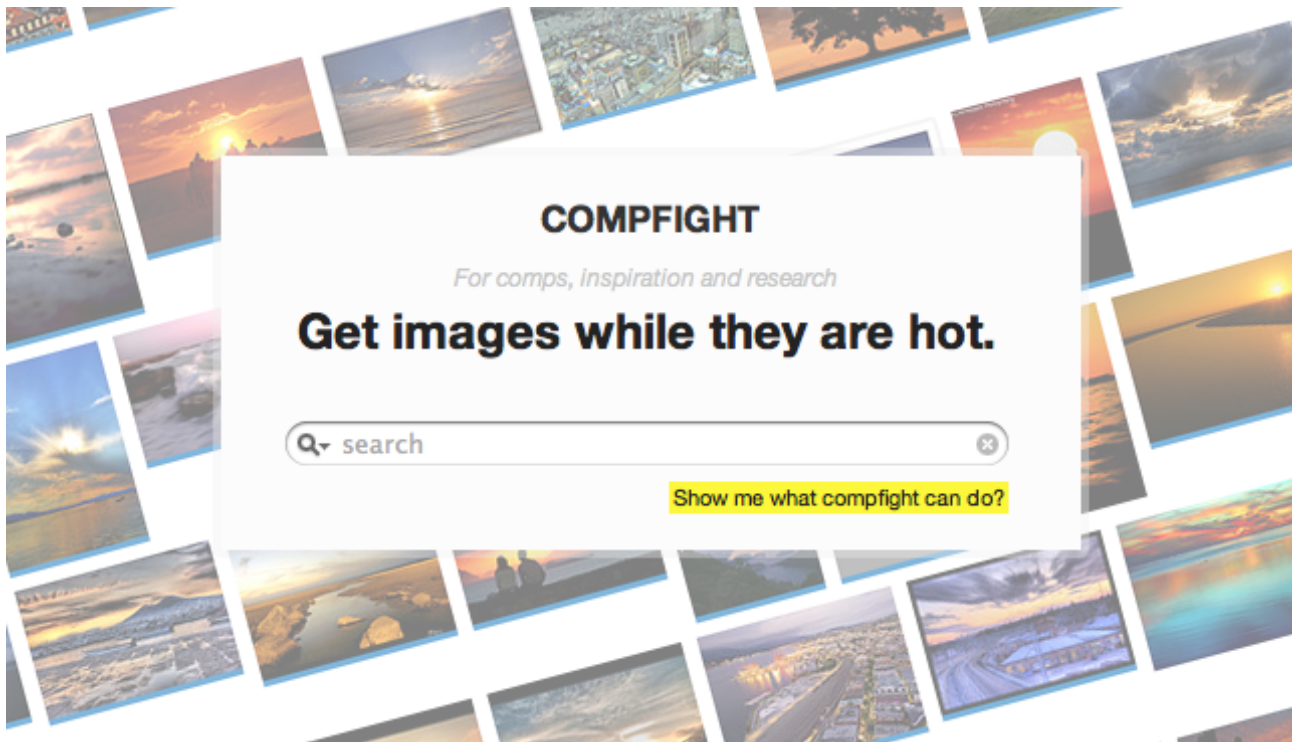 COMPFIGHT
For comps, inspiration and research
Get images while they are hot.
search
Show me what compfight can do?